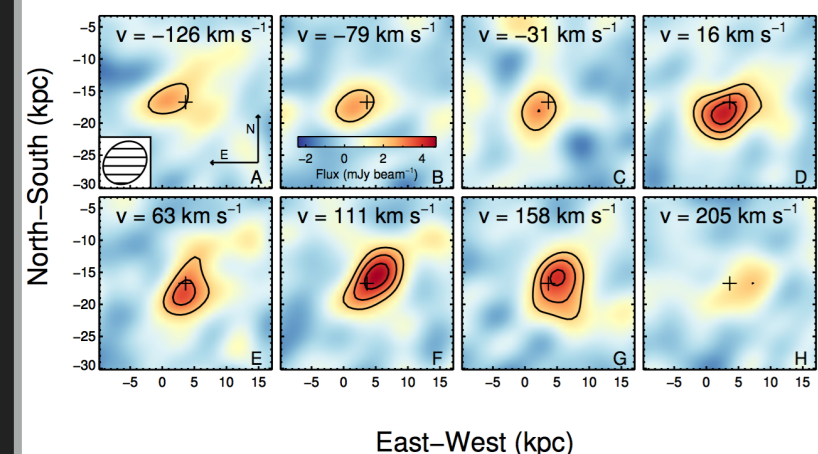 v = −126 km s⁻¹
v = −79 km s⁻¹
v = −31 km s⁻¹
v = 16 km s⁻¹
−5
−10
−15
−20
−25
−30
N
E
−2 0 2 4
Flux (mJy beam⁻¹)
A
B
C
D
v = 63 km s⁻¹
v = 111 km s⁻¹
v = 158 km s⁻¹
v = 205 km s⁻¹
−5
−10
−15
−20
−25
−30
E
F
G
H
−5 0 5 10 15
−5 0 5 10 15
−5 0 5 10 15
−5 0 5 10 15
North−South (kpc)
East−West (kpc)